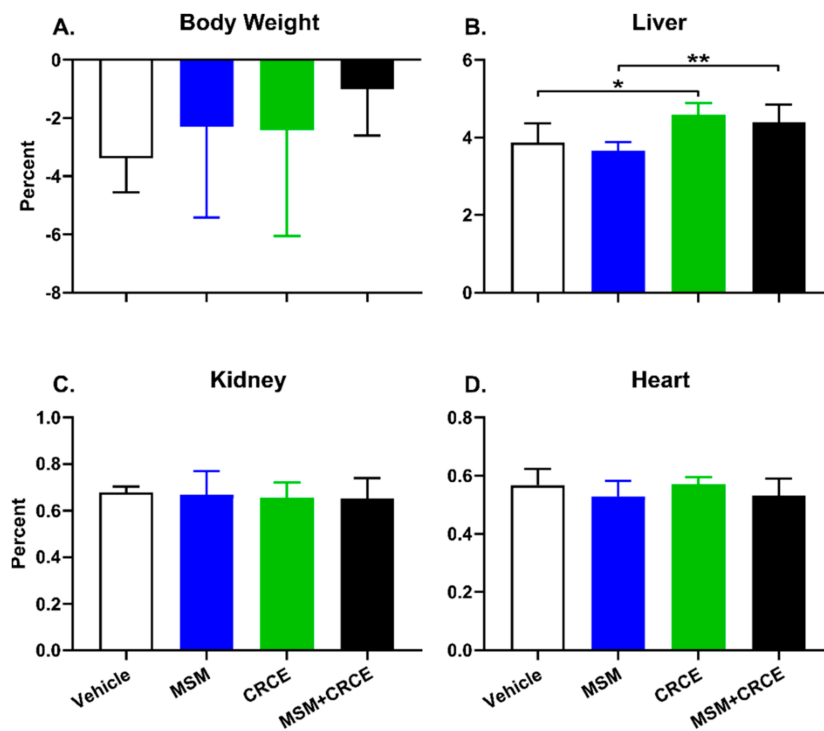 A. Body Weight
Percent
0
-2
-4
-6
-8
B. Liver
6
4
2
0
*
**
C. Kidney
Percent
1.0
0.8
0.6
0.4
0.2
0.0
Vehicle
MSM
CRCE
MSM+CRCE
D. Heart
0.8
0.6
0.4
0.2
0.0
Vehicle
MSM
CRCE
MSM+CRCE